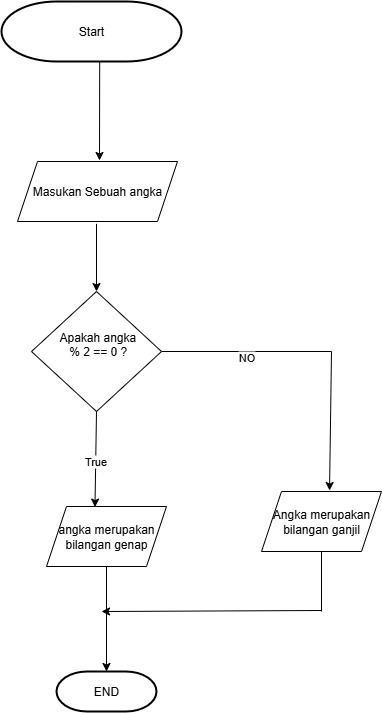 Start
Masukan Sebuah angka
Apakah angka
% 2 == 0 ?
NO
True
angka merupakan
bilangan genap
Angka merupakan
bilangan ganjil
END